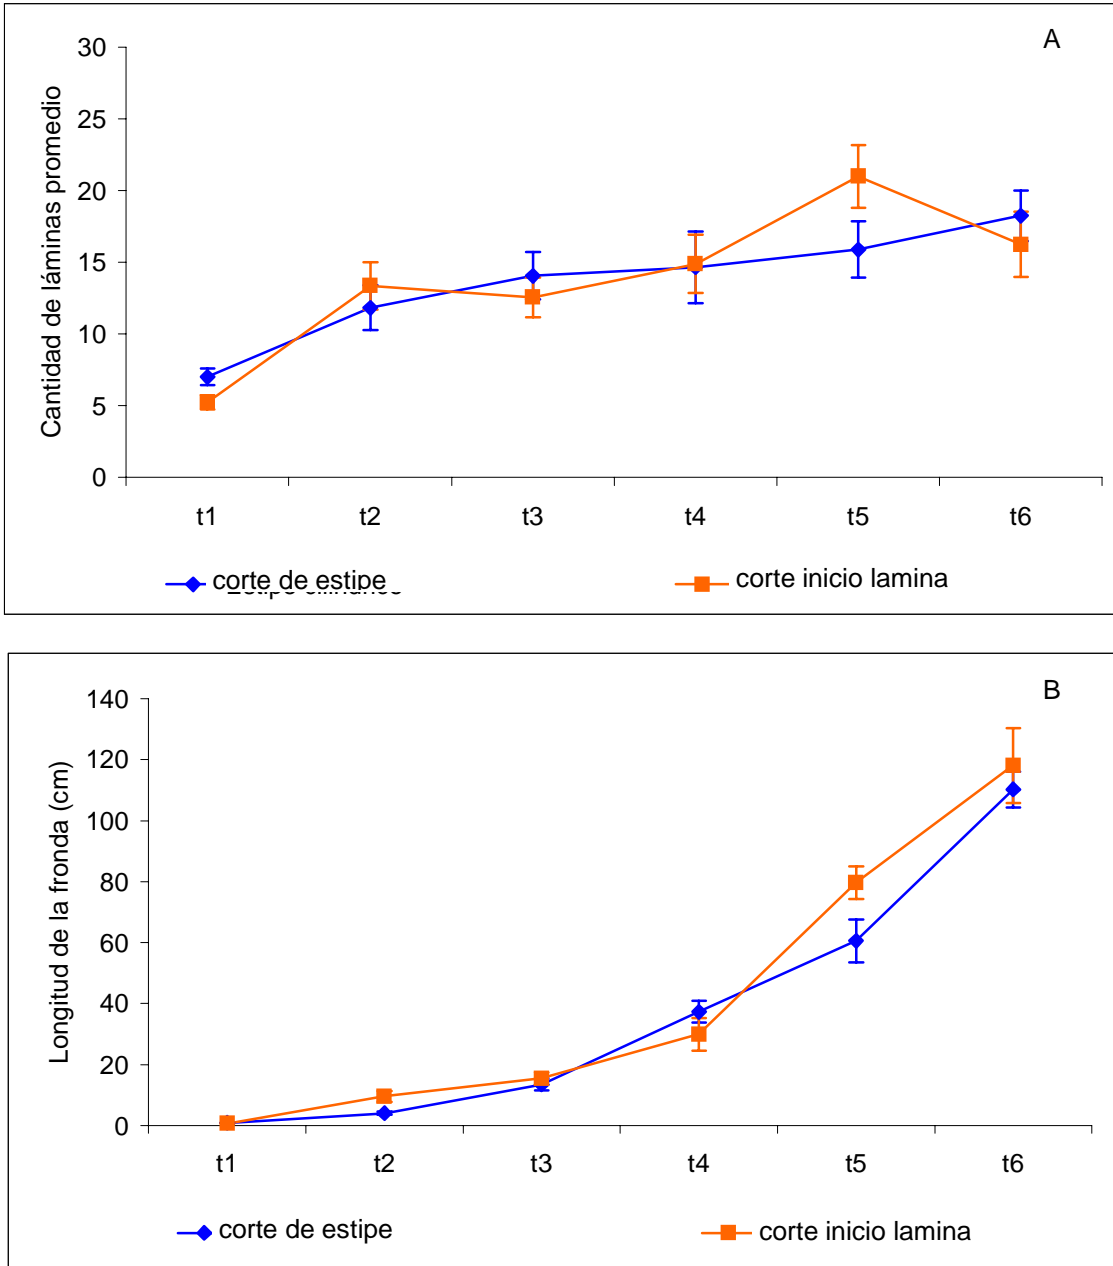 A
30
25
20
15
10
5
0
Cantidad de láminas promedio
t1 t2 t3 t4 t5 t6
corte de estipe
corte inicio lamina
B
140
120
100
80
60
40
20
0
Longitud de la fronda (cm)
t1 t2 t3 t4 t5 t6
corte de estipe
corte inicio lamina